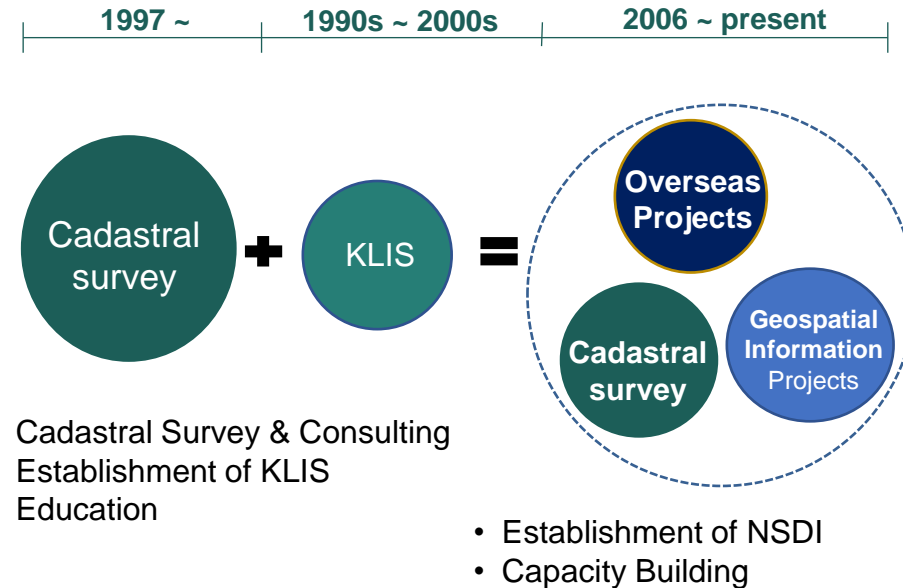 1997 ~
1990s ~ 2000s
2006 ~ present
Cadastral
survey
KLIS
Overseas
Projects
Cadastral
survey
Geospatial
Information
Projects
Cadastral Survey & Consulting
Establishment of KLIS
Education
• Establishment of NSDI
• Capacity Building